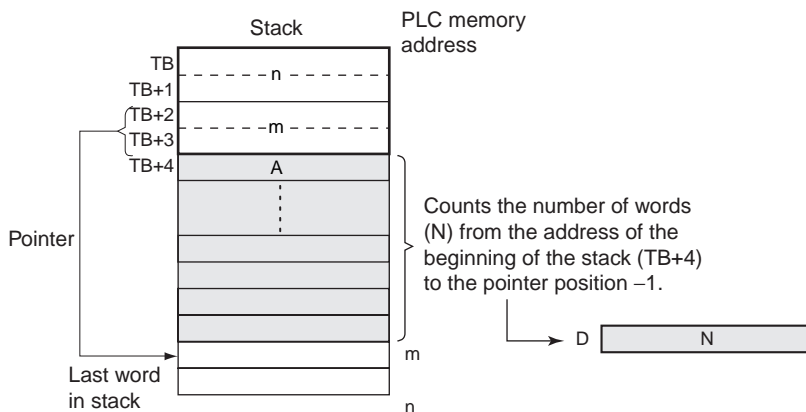 Stack
PLC memory
address
TB
n
TB+1
TB+2
m
TB+3
TB+4
A
Pointer
Counts the number of words
(N) from the address of the
beginning of the stack (TB+4)
to the pointer position −1.
D
N
m
Last word
in stack
n